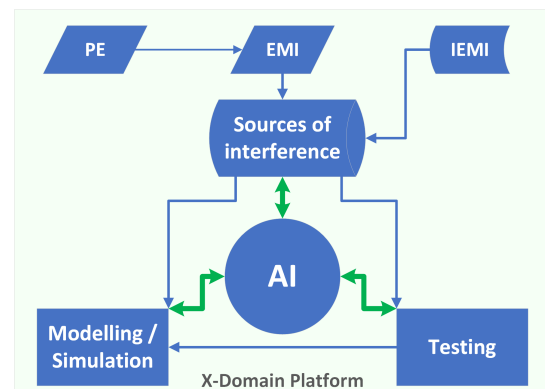 PE
EMI
IEMI
Sources of
interference
AI
Modelling /
Simulation
Testing
X-Domain Platform